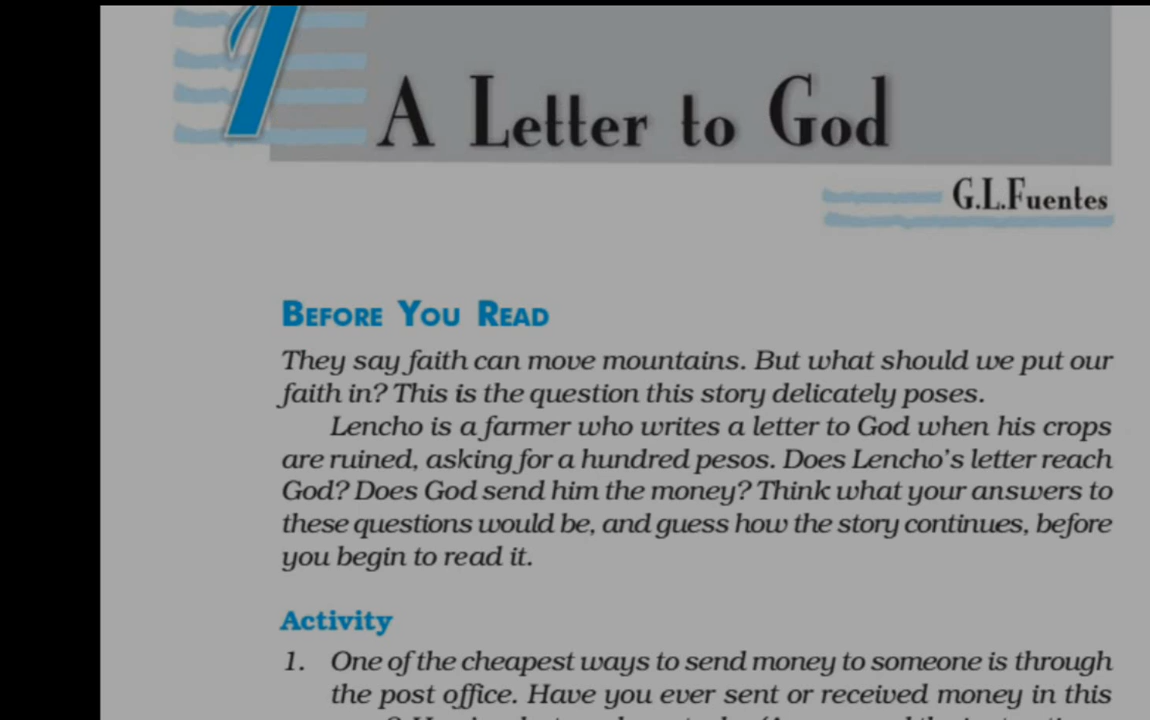 1
A Letter to God
G.L.Fuentes
BEFORE YOU READ
They say faith can move mountains. But what should we put our
faith in? This is the question this story delicately poses.
Lencho is a farmer who writes a letter to God when his crops
are ruined, asking for a hundred pesos. Does Lencho's letter reach
God? Does God send him the money? Think what your answers to
these questions would be, and guess how the story continues, before
you begin to read it.
Activity
1. One of the cheapest ways to send money to someone is through
the post office. Have you ever sent or received money in this